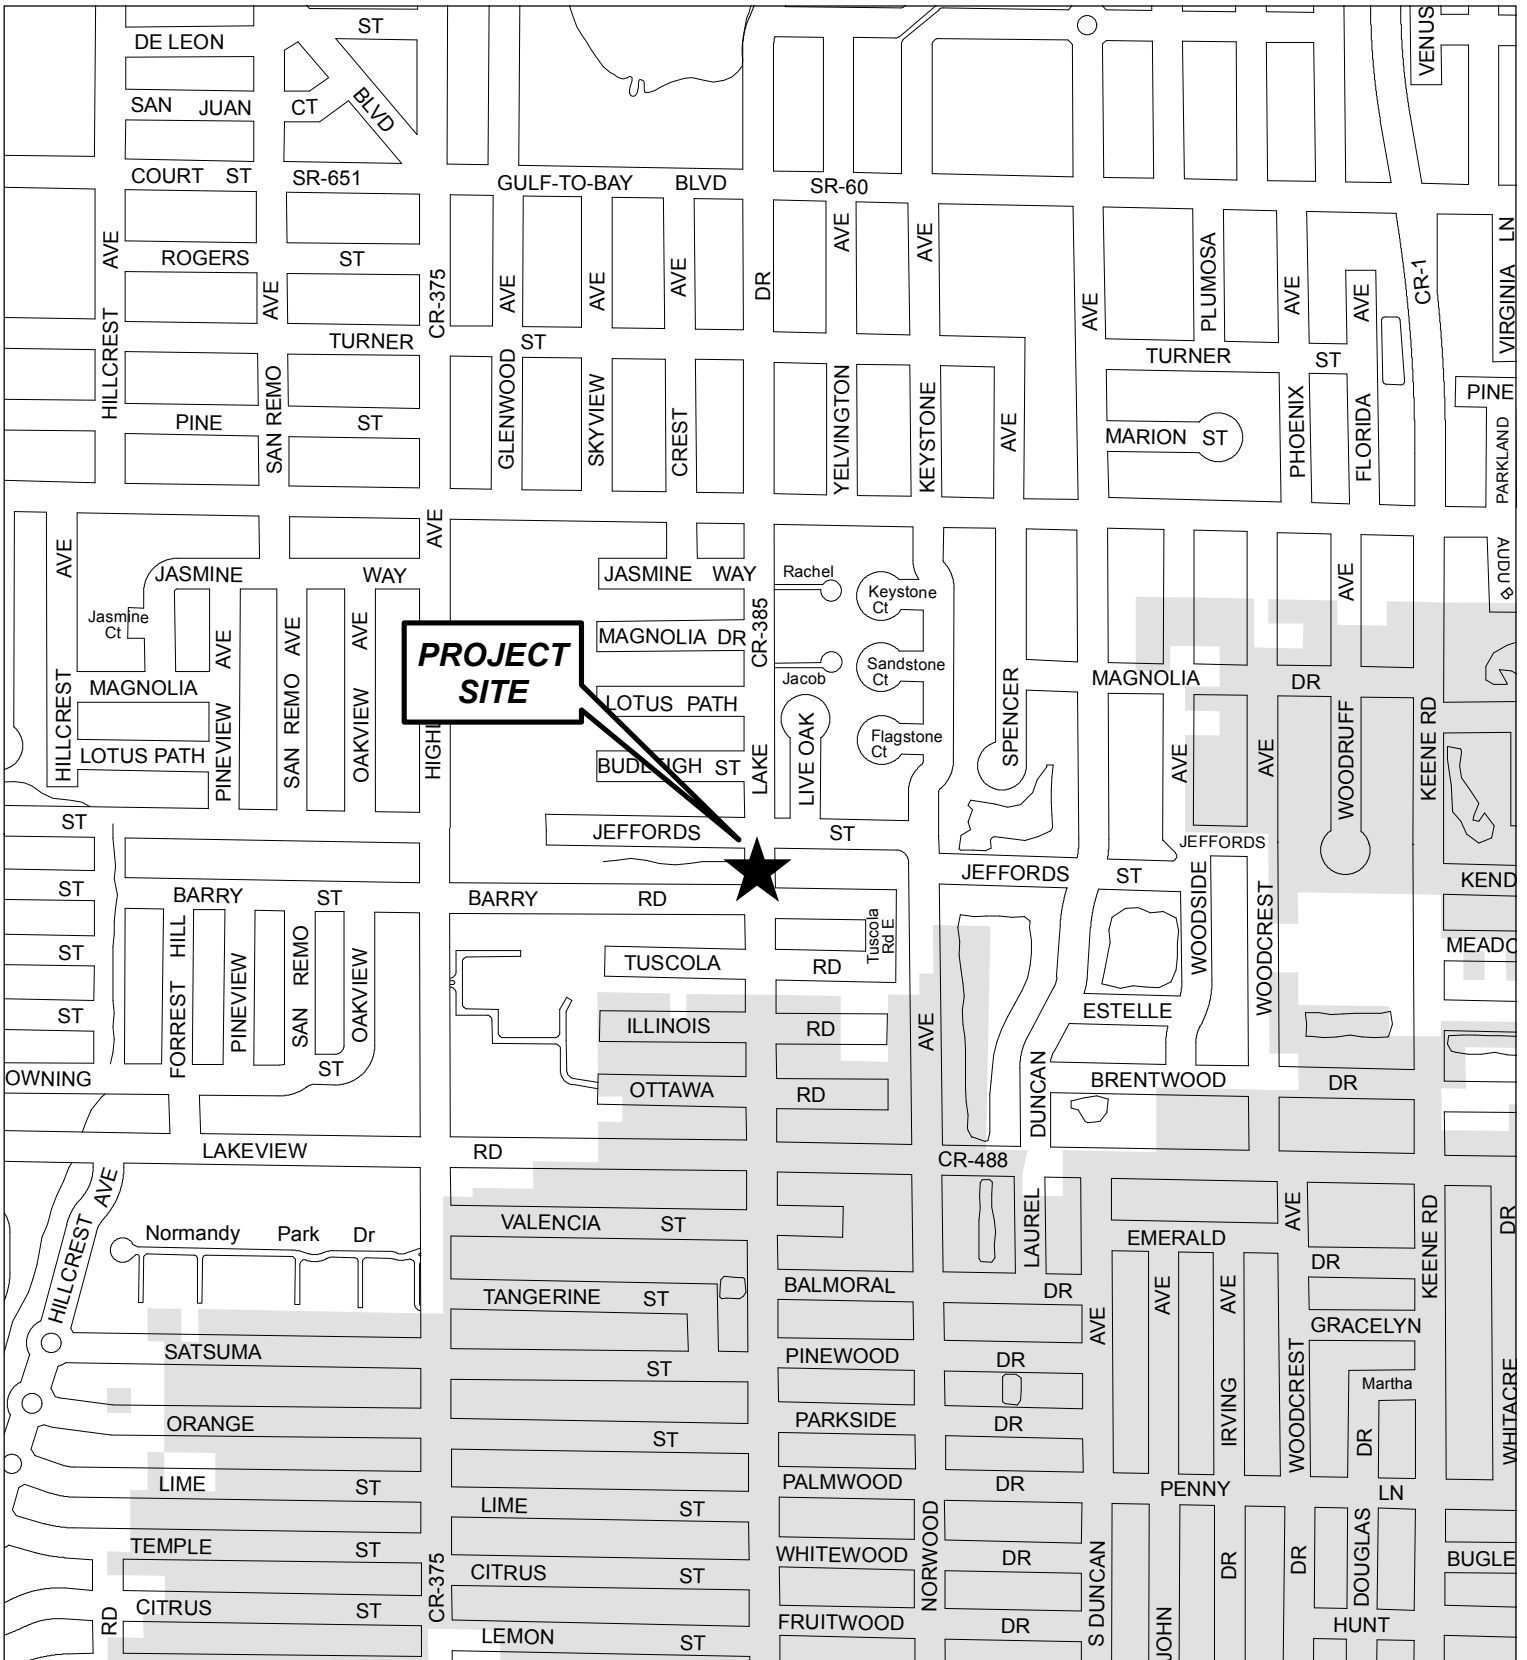 ST
DE LEON
VENUS
SAN JUAN CT
BLVD
COURT ST SR-651
GULF-TO-BAY BLVD SR-60
AVE
AVE
AVE
ROGERS ST
LN
AVE
CR-375
AVE
AVE
AVE
DR
AVE
PLUMOSA
AVE
AVE
CR-1
VIRGINIA
HILLCREST
TURNER
ST
TURNER ST
SAN REMO
GLENWOOD
SKYVIEW
CREST
YELVINGTON
KEYSTONE
AVE
PHOENIX
FLORIDA
PINE
PINE ST
MARION ST
PARKLAND
AVE
AVE
JASMINE WAY
JASMINE WAY
Rachel
Keystone
Ct
AVE
AUDU B
Jasmine
Ct
AVE
AVE
AVE
CR-385
MAGNOLIA DR
PROJECT
SITE
Jacob
Sandstone
Ct
SPENCER
MAGNOLIA
DR
MAGNOLIA
HILLCREST
PINEVIEW
SAN REMO
OAKVIEW
HIGHL
LOTUS PATH
LIVE OAK
Flagstone
Ct
AVE
AVE
WOODRUFF
KEENE RD
LOTUS PATH
ST
LAKE
ST
JEFFORDS ST
JEFFORDS
JEFFORDS ST
ST
BARRY ST
BARRY RD
KEND
FORREST HILL
PINEVIEW
SAN REMO
OAKVIEW
Tuscola
Rd E
WOODSIDE
WOODCREST
MEADO
ST
TUSCOLA RD
ST
ILLINOIS RD
AVE
ESTELLE
OWNING
ST
OTTAWA RD
DUNCAN
BRENTWOOD DR
LAKEVIEW RD
CR-488
HILLCREST AVE
Normandy Park Dr
VALENCIA ST
LAUREL
EMERALD
AVE
KEENE RD
DR
DR
BALMORAL DR
TANGERINE ST
AVE
AVE
AVE
GRACELYN
SATSUMA
ST
PINEWOOD DR
WOODCREST
Martha
WHITACRE
ORANGE
ST
PARKSIDE DR
IRVING
DR
LIME ST
PALMWOOD DR
PENNY LN
LIME ST
NORWOOD
TEMPLE ST
WHITEWOOD DR
S DUNCAN
DR
DR
DOUGLAS
BUGLE
CR-375
CITRUS ST
CITRUS ST
RD
FRUITWOOD DR
JOHN
HUNT
LEMON ST